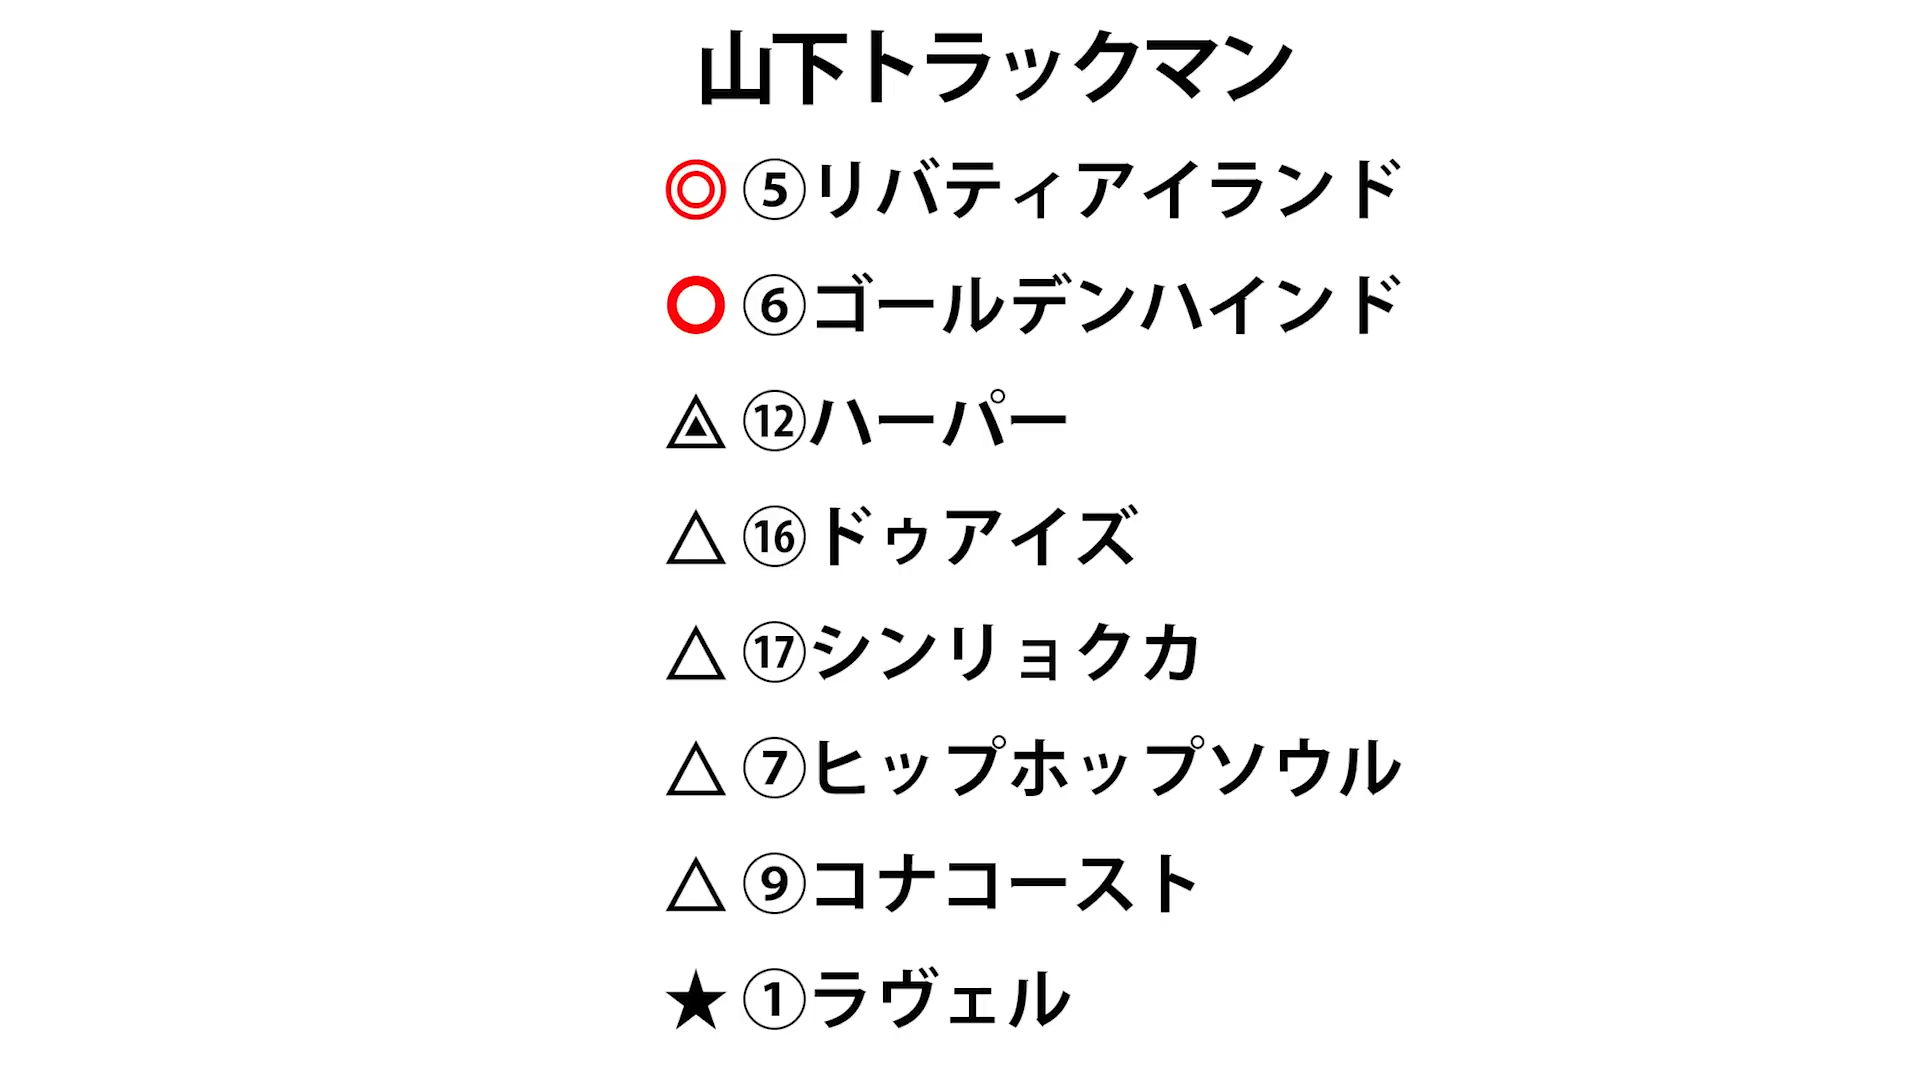 山下トラックマン
◎ ⑤リバティアイランド
○ ⑥ゴールデンハインド
⑫ハーパー
△ ⑯ドゥアイズ
△ ⑰シンリョクカ
△ ⑦ヒップホップソウル
△ ⑨コナコースト
★ ①ラヴェル